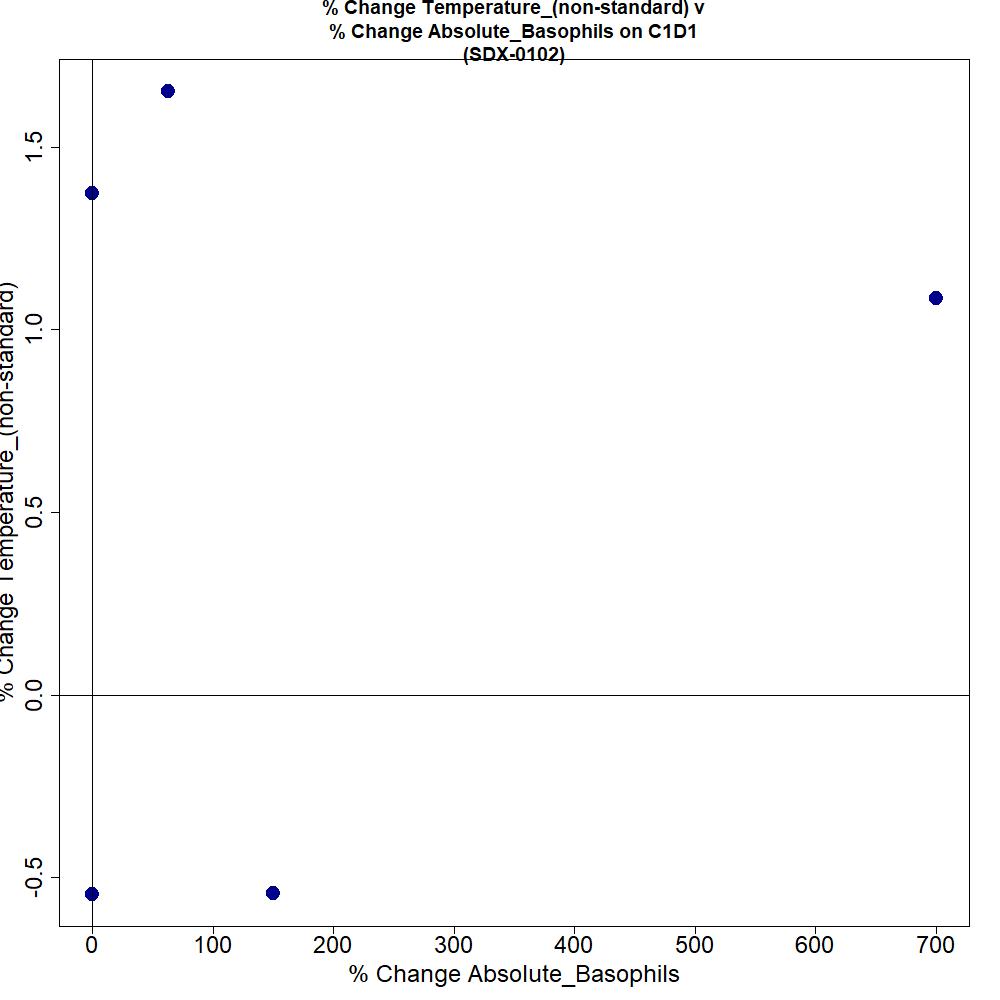 % Change Temperature_(non-standard) v
% Change Absolute_Basophils on C1D1
(SDX-0102)
% Change Temperature_(non-standard)
1.5
1.0
0.5
0.0
-0.5
0 100 200 300 400 500 600 700
% Change Absolute_Basophils